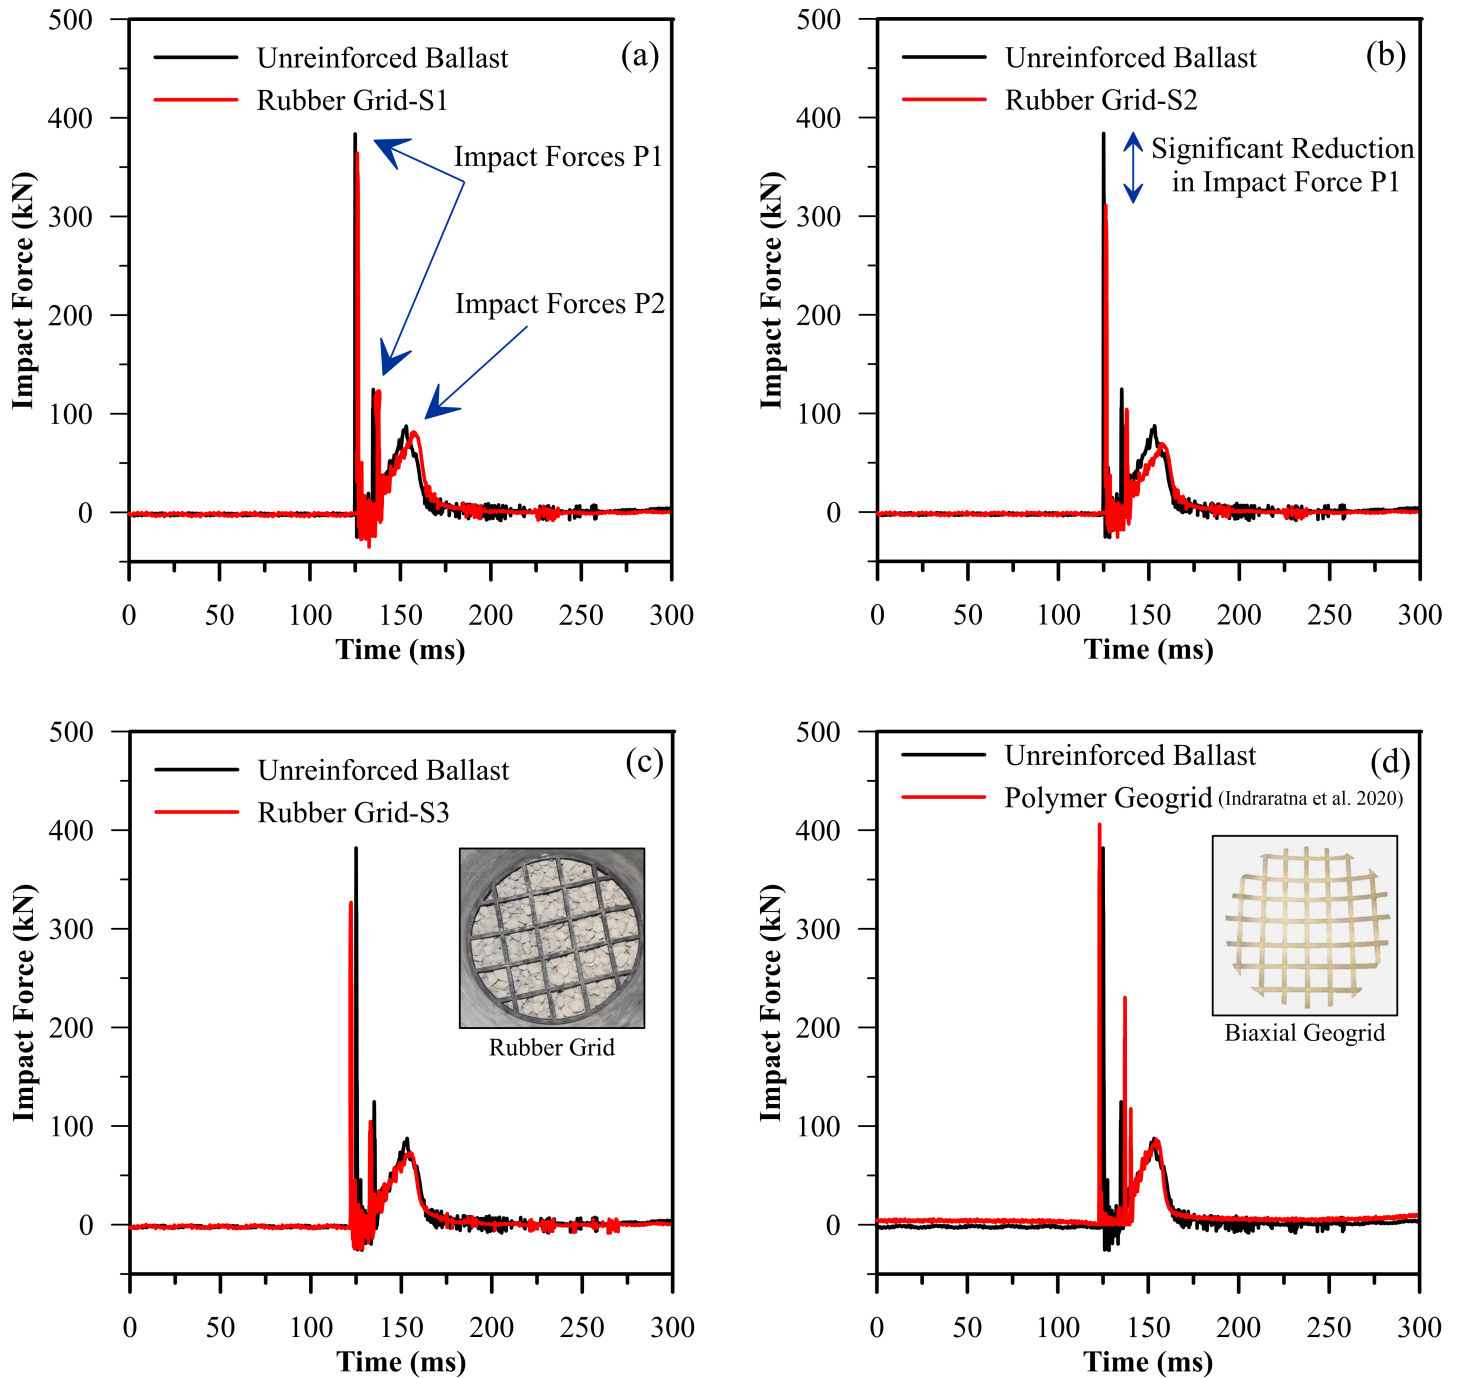 500
400
300
200
100
0
Impact Force (kN)
Unreinforced Ballast
(a)
Rubber Grid-S1
Impact Forces P1
Impact Forces P2
0 50 100 150 200 250 300
Time (ms)
500
400
300
200
100
0
Impact Force (kN)
Unreinforced Ballast
(b)
Rubber Grid-S2
Significant Reduction
in Impact Force P1
0 50 100 150 200 250 300
Time (ms)
500
400
300
200
100
0
Impact Force (kN)
Unreinforced Ballast
(c)
Rubber Grid-S3
Rubber Grid
0 50 100 150 200 250 300
Time (ms)
500
400
300
200
100
0
Impact Force (kN)
Unreinforced Ballast
(d)
Polymer Geogrid (Indraratna et al. 2020)
Biaxial Geogrid
0 50 100 150 200 250 300
Time (ms)